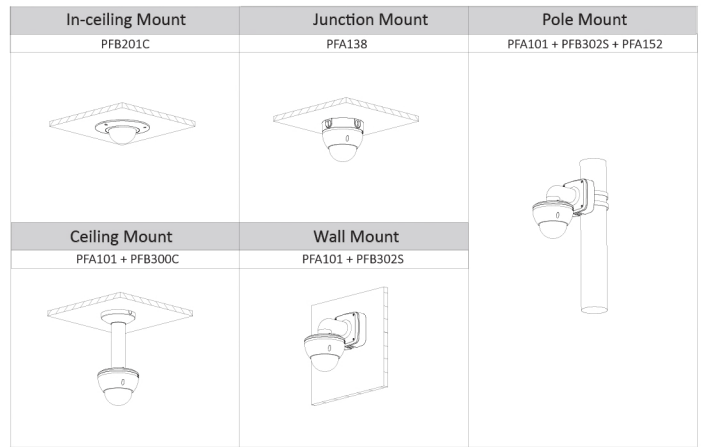 In-ceiling Mount
Junction Mount
Pole Mount
PFB201C
PFA138
PFA101 + PFB302S + PFA152
Ceiling Mount
Wall Mount
PFA101 + PFB300C
PFA101 + PFB302S